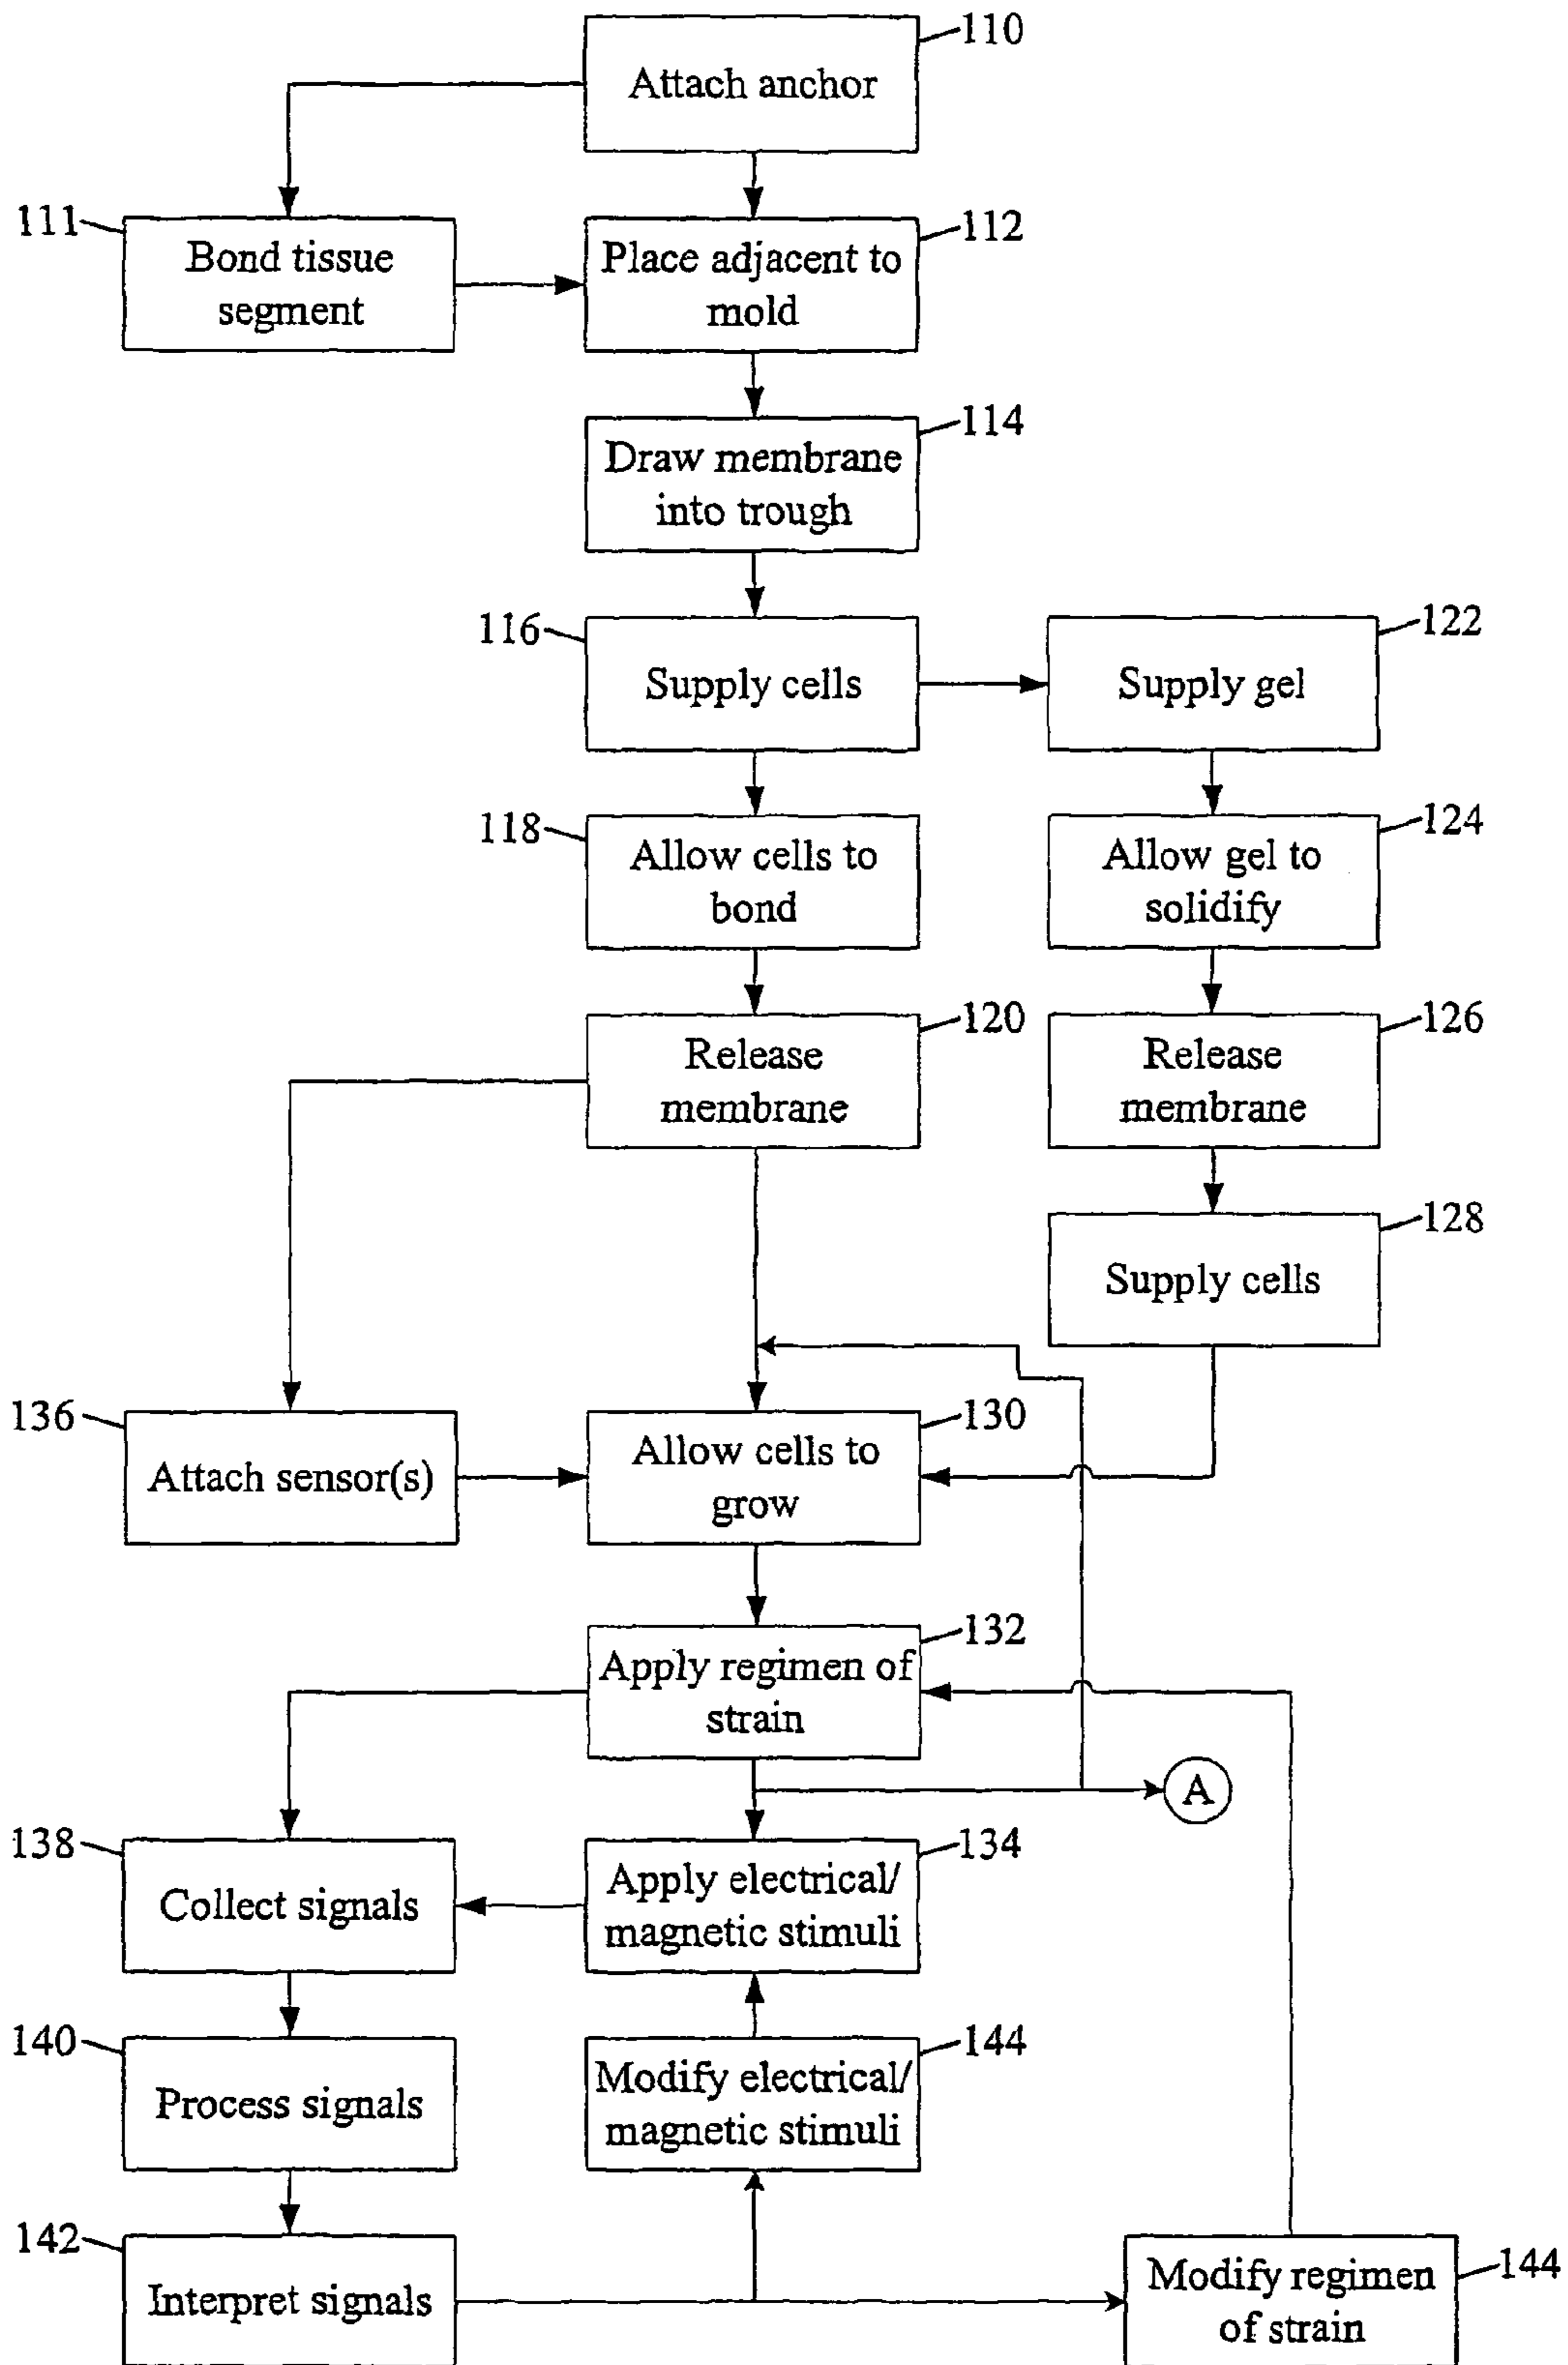 110
Attach anchor
111
Bond tissue
segment
112
Place adjacent to
mold
114
Draw membrane
into trough
116
Supply cells
122
Supply gel
118
Allow cells to
bond
124
Allow gel to
solidify
120
Release
membrane
126
Release
membrane
128
Supply cells
136
Attach sensor(s)
130
Allow cells to
grow
132
Apply regimen of
strain
A
138
Collect signals
134
Apply electrical/
magnetic stimuli
140
Process signals
144
Modify electrical/
magnetic stimuli
142
Interpret signals
144
Modify regimen
of strain